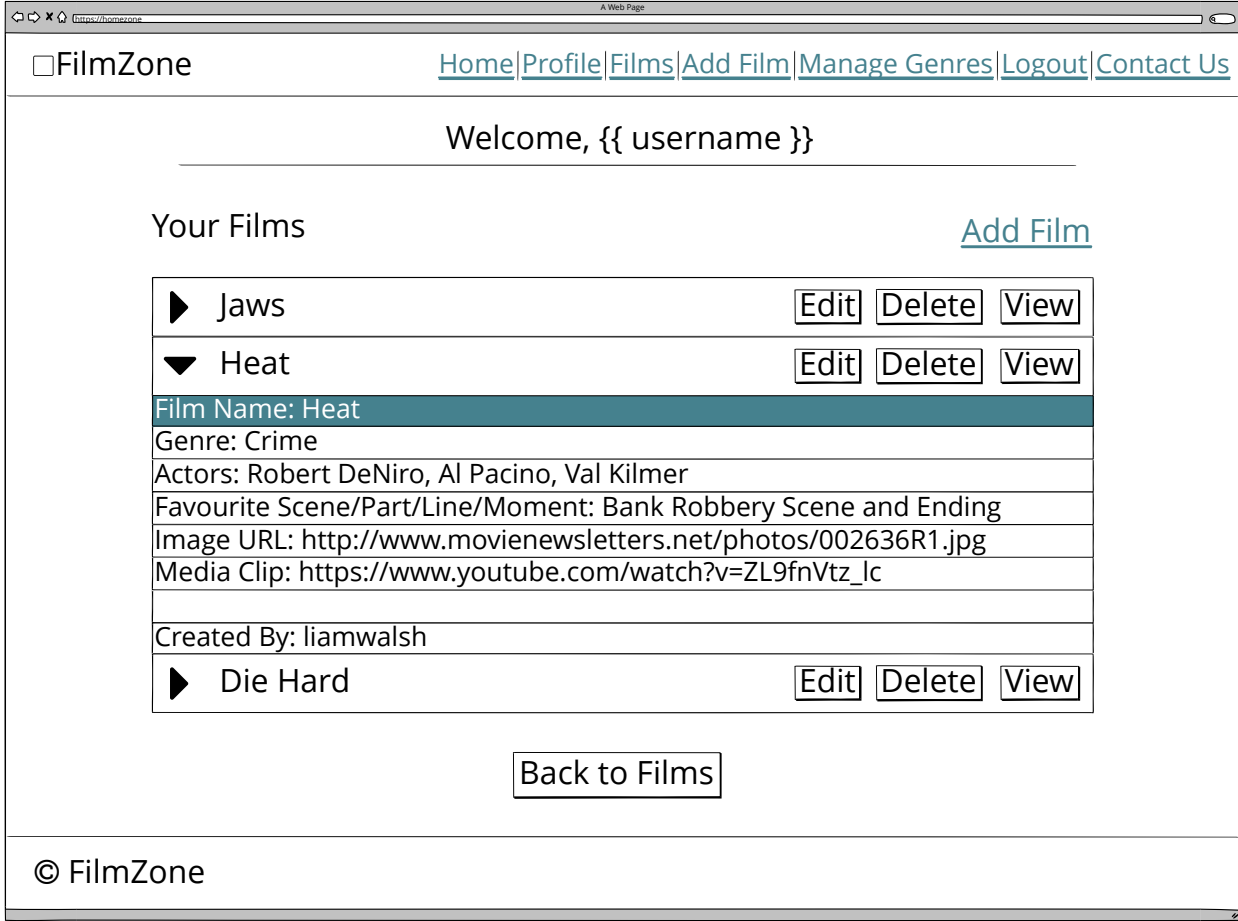 A Web Page
https://homezone
FilmZone
Home|Profile|Films|Add Film|Manage Genres|Logout|Contact Us
Welcome, {{ username }}
Your Films
Add Film
Jaws Edit Delete View
Heat Edit Delete View
Film Name: Heat
Genre: Crime
Actors: Robert DeNiro, Al Pacino, Val Kilmer
Favourite Scene/Part/Line/Moment: Bank Robbery Scene and Ending
Image URL: http://www.movienewsletters.net/photos/002636R1.jpg
Media Clip: https://www.youtube.com/watch?v=ZL9fnVtz_lc
Created By: liamwalsh
Die Hard Edit Delete View
Back to Films
© FilmZone